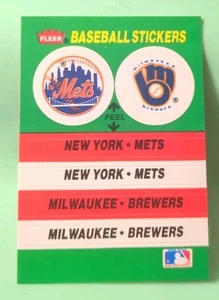 FLEER BASEBALL STICKERS
Mets
milwaukee
brewers
PEEL
NEW YORK • METS
NEW YORK • METS
MILWAUKEE • BREWERS
MILWAUKEE • BREWERS